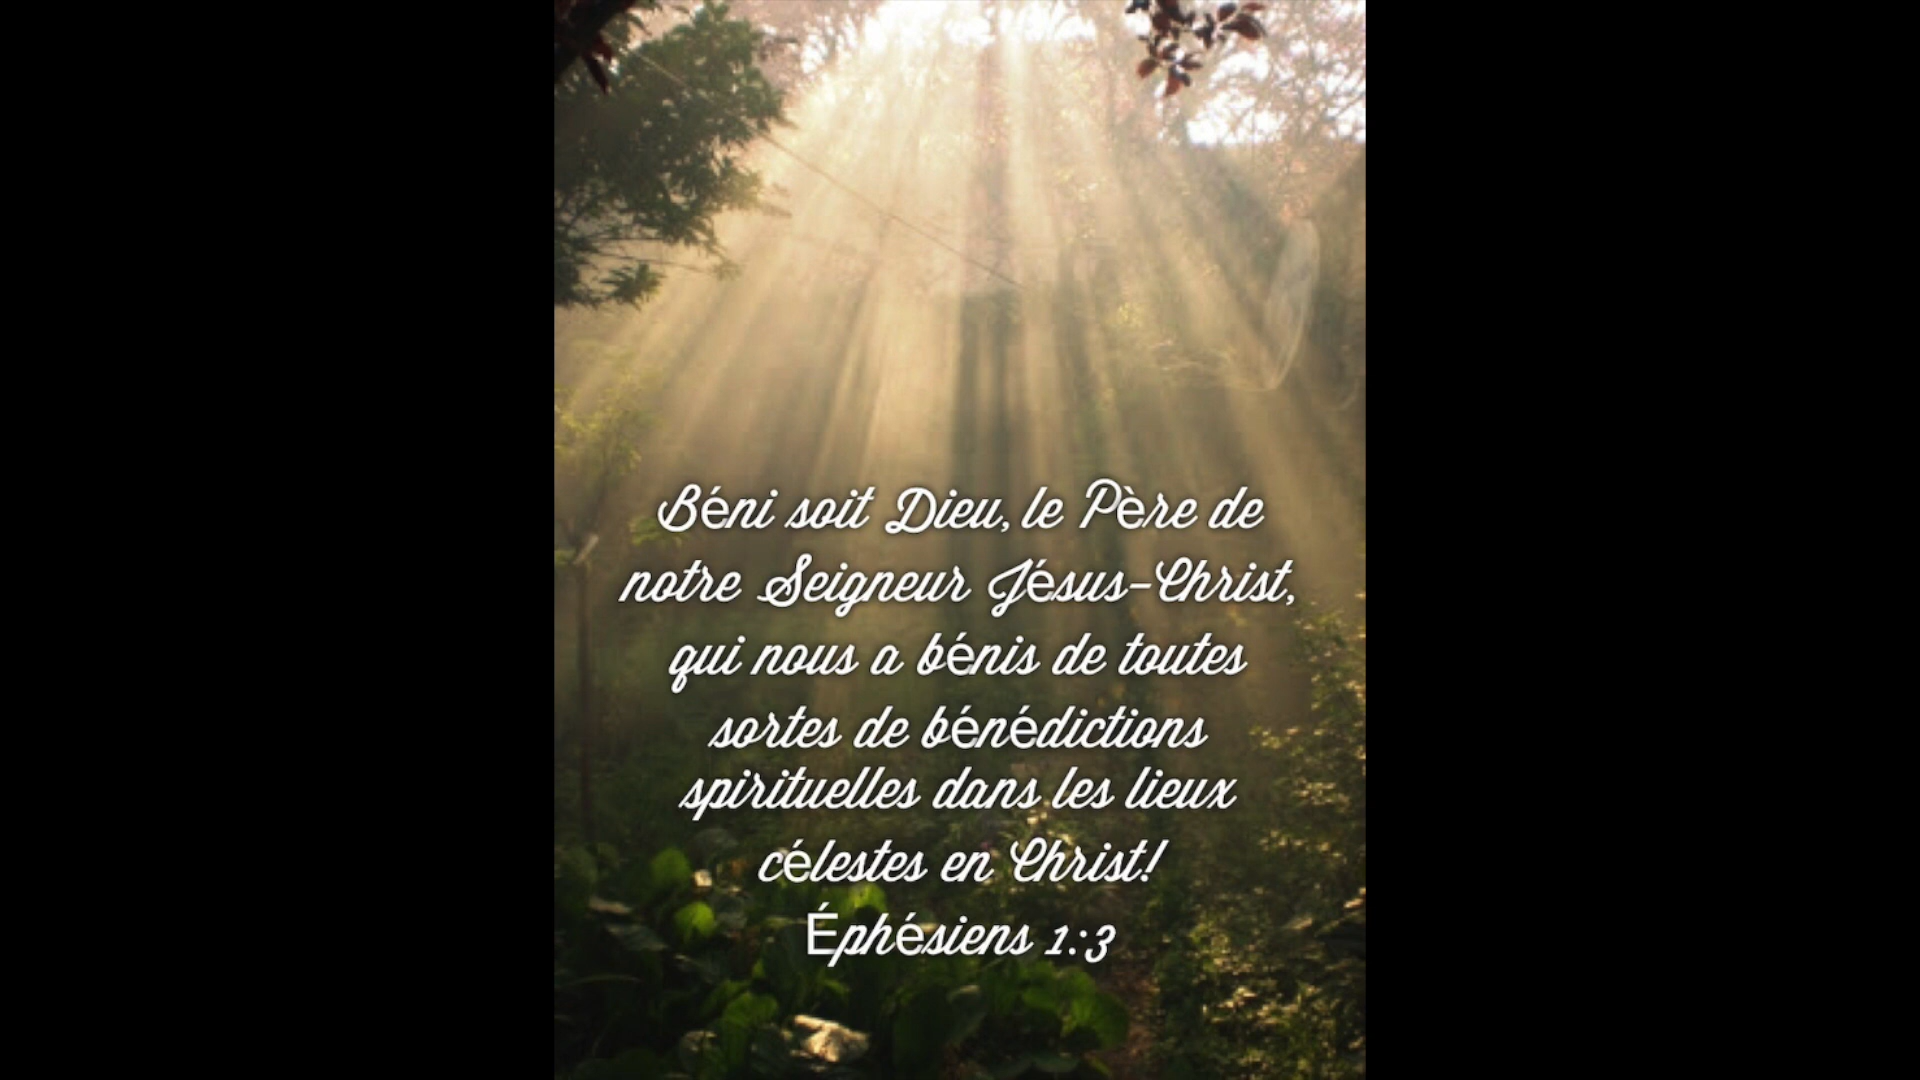 Béni soit Dieu, le Père de
notre Seigneur Jésus-Christ,
qui nous a bénis de toutes
sortes de bénédictions
spirituelles dans les lieux
célestes en Christ!
Éphésiens 1:3